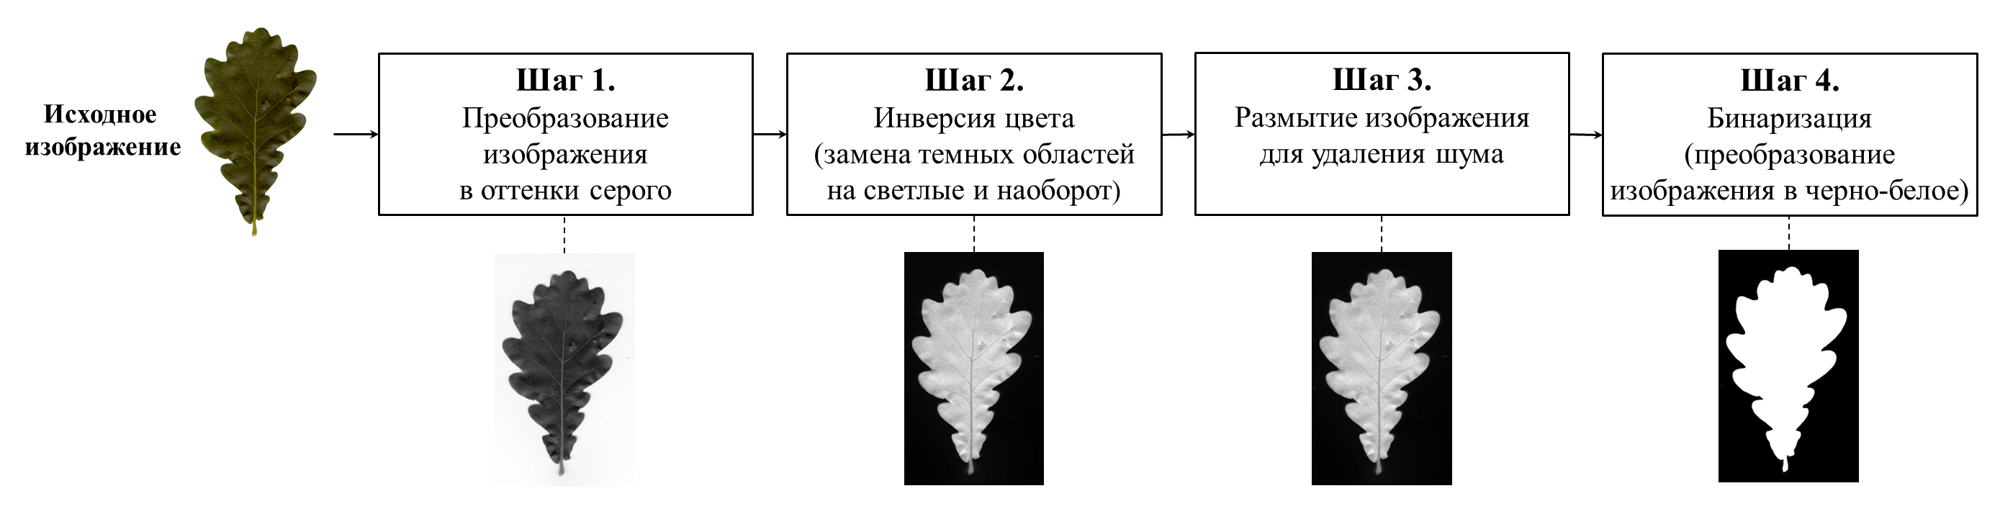 Исходное
изображение
Шаг 1.
Преобразование
изображения
в оттенки серого
Шаг 2.
Инверсия цвета
(замена темных областей
на светлые и наоборот)
Шаг 3.
Размытие изображения
для удаления шума
Шаг 4.
Бинаризация
(преобразование
изображения в черно-белое)